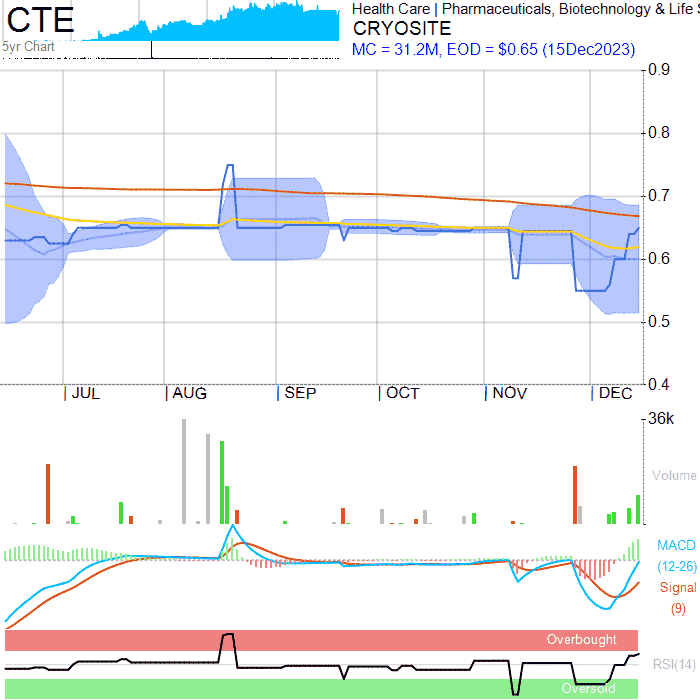 CTE
5yr Chart
Health Care | Pharmaceuticals, Biotechnology & Life S
CRYOSITE
MC = 31.2M, EOD = $0.65 (15Dec2023)
0.9
0.8
0.7
0.6
0.5
0.4
JUL
AUG
SEP
OCT
NOV
DEC
36k
Volume
MACD
(12-26)
Signal
(9)
Overbought
RSI(14)
Oversold